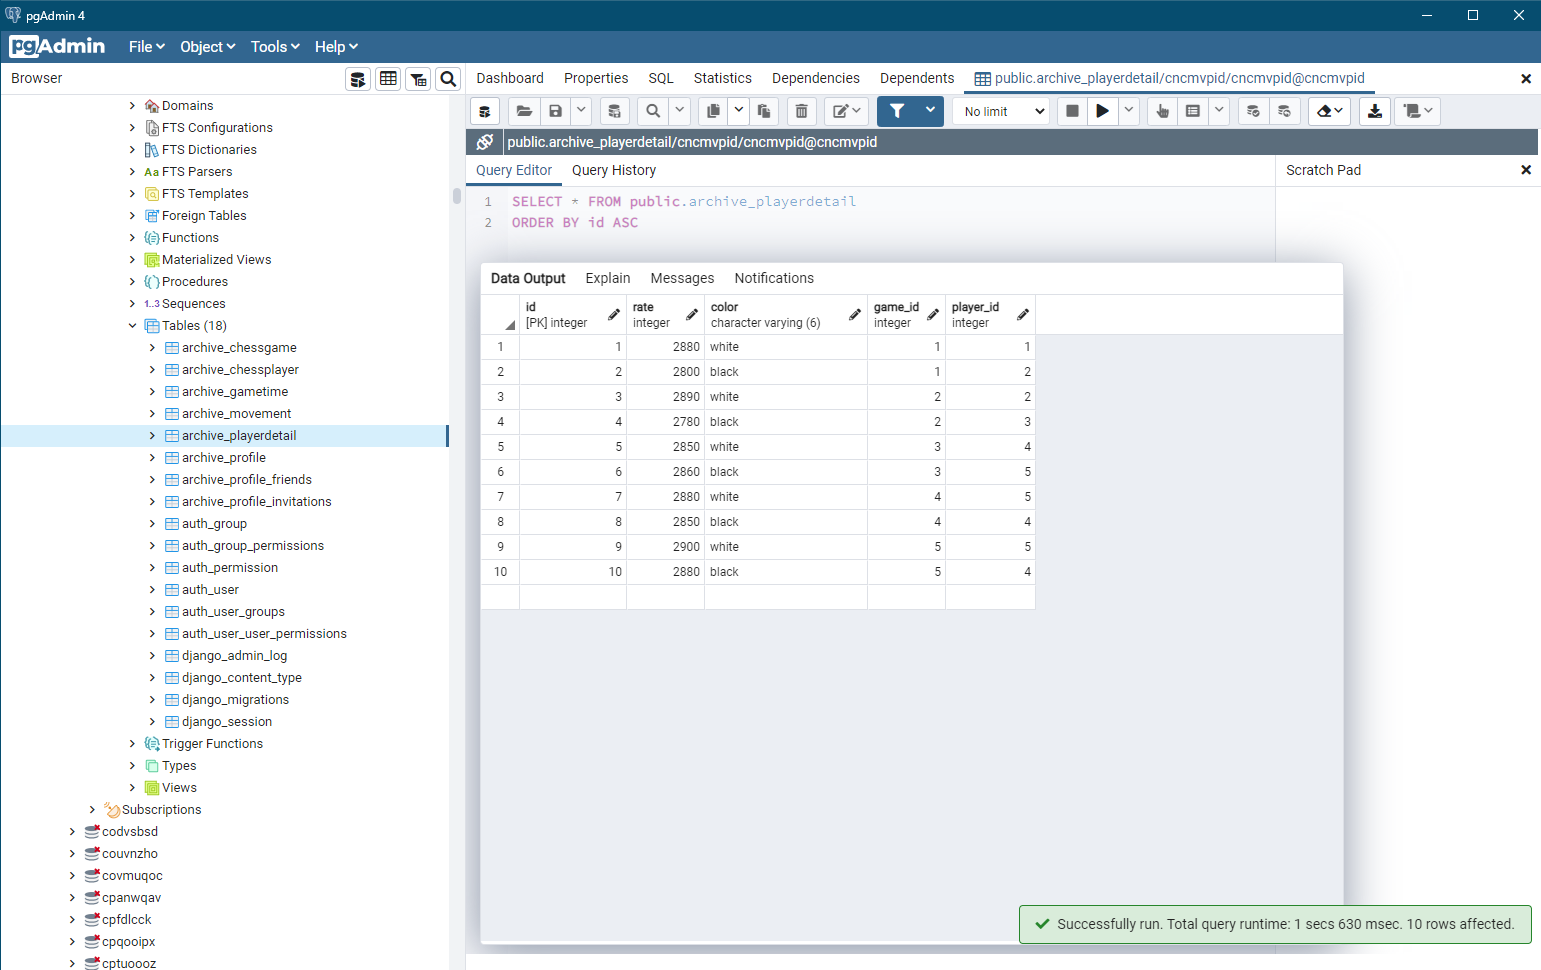 pgAdmin 4
pgAdmin File Object Tools Help
Browser
Dashboard Properties SQL Statistics Dependencies Dependents public.archive_playerdetail/cncmvpid/cncmvpid@cncmvpid
No limit
public.archive_playerdetail/cncmvpid/cncmvpid@cncmvpid
Query Editor Query History
Scratch Pad
1 SELECT * FROM public.archive_playerdetail
2 ORDER BY id ASC
Domains
FTS Configurations
FTS Dictionaries
Aa FTS Parsers
FTS Templates
Foreign Tables
Functions
Materialized Views
Procedures
1..3 Sequences
Tables (18)
archive_chessgame
archive_chessplayer
archive_gametime
archive_movement
archive_playerdetail
archive_profile
archive_profile_friends
archive_profile_invitations
auth_group
auth_group_permissions
auth_permission
auth_user
auth_user_groups
auth_user_user_permissions
django_admin_log
django_content_type
django_migrations
django_session
Trigger Functions
Types
Views
Subscriptions
codvsbsd
couvnzho
covmuqoc
cpanwqav
cpfdlcck
cpqooipx
cptuoooz
Data Output Explain Messages Notifications
id rate color game_id player_id
[PK] integer integer character varying (6) integer integer
1 1 2880 white 1 1
2 2 2800 black 1 2
3 3 2890 white 2 2
4 4 2780 black 2 3
5 5 2850 white 3 4
6 6 2860 black 3 5
7 7 2880 white 4 5
8 8 2850 black 4 4
9 9 2900 white 5 5
10 10 2880 black 5 4
Successfully run. Total query runtime: 1 secs 630 msec. 10 rows affected.